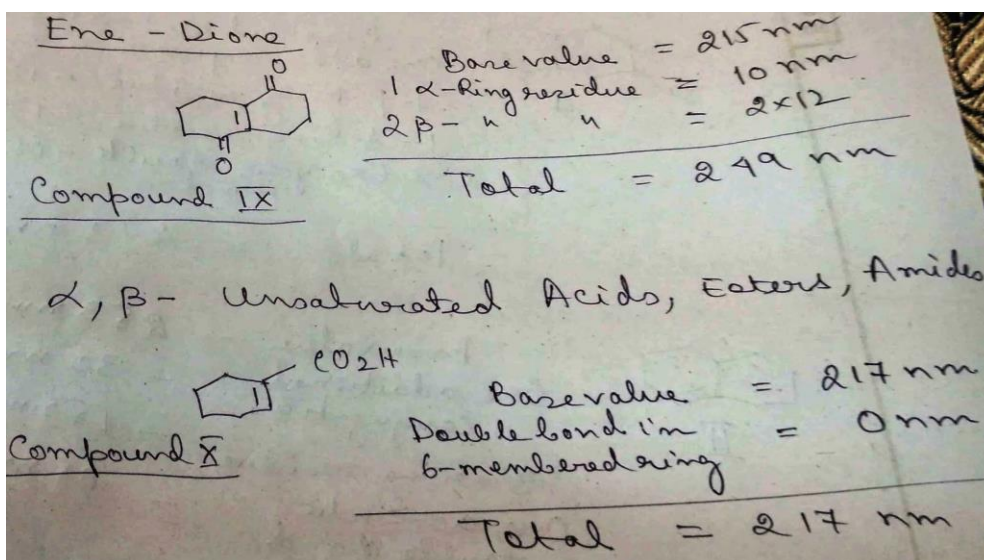 Ene - Dione
O
O
Compound IX
Base value = 215 nm
1 α-Ring residue = 10 nm
2 β- " " = 2×12
Total = 249 nm
α, β- Unsaturated Acids, Esters, Amides
CO2H
Compound X
Base value = 217 nm
Double bond in = 0 nm
6-membered ring
Total = 217 nm